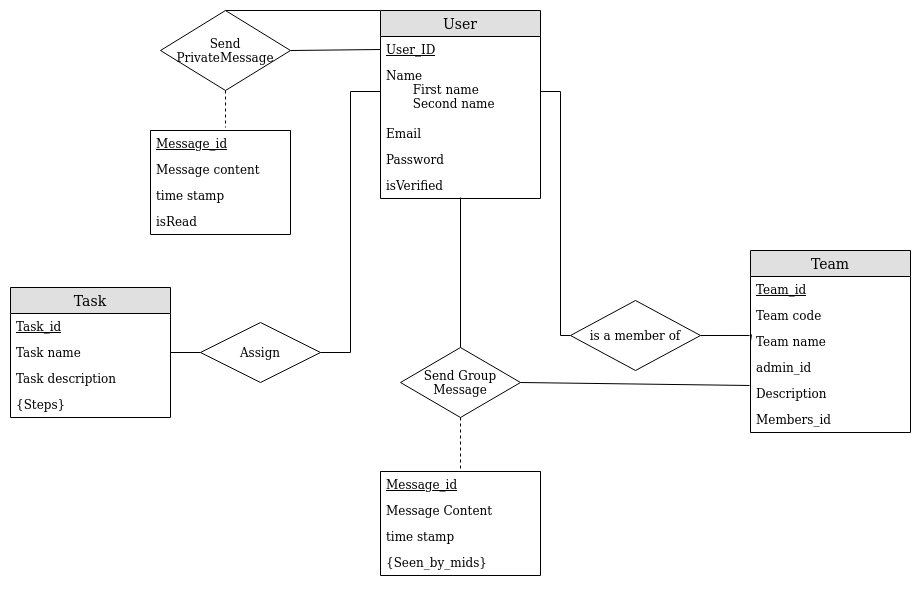 User
User_ID
Name
First name
Second name
Email
Password
isVerified
Send
PrivateMessage
Message_id
Message content
time stamp
isRead
Task
Task_id
Task name
Task description
{Steps}
Assign
Send Group
Message
is a member of
Team
Team_id
Team code
Team name
admin_id
Description
Members_id
Message_id
Message Content
time stamp
{Seen_by_mids}